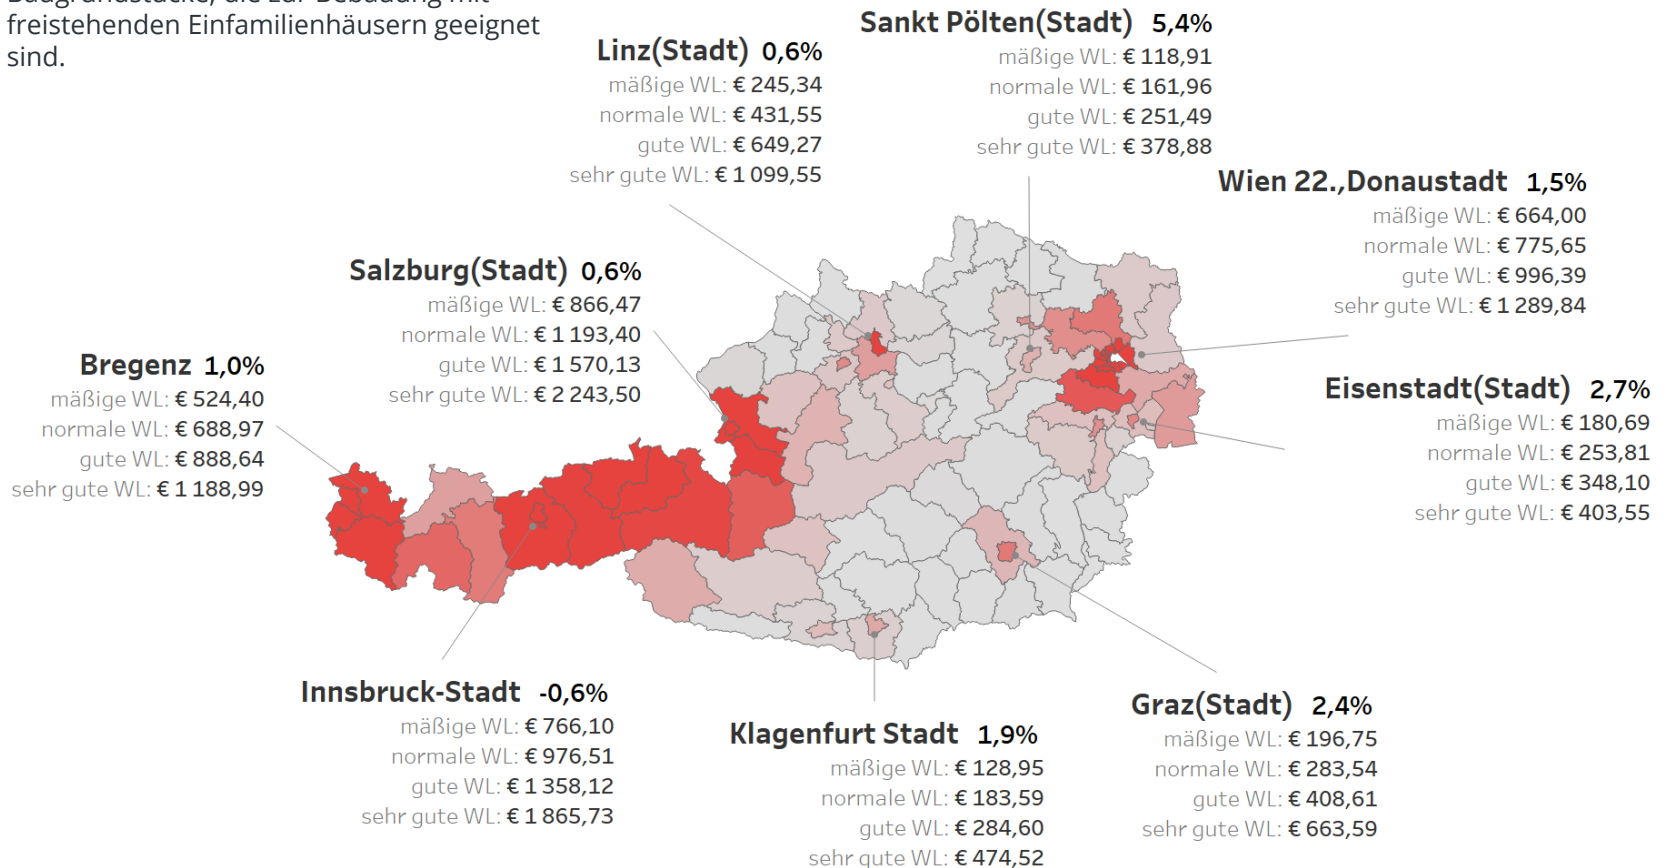 Baugrundstücke, die zur Bebauung mit
freistehenden Einfamilienhäusern geeignet
sind.
Sankt Pölten(Stadt) 5,4%
mäßige WL: € 118,91
normale WL: € 161,96
gute WL: € 251,49
sehr gute WL: € 378,88
Linz(Stadt) 0,6%
mäßige WL: € 245,34
normale WL: € 431,55
gute WL: € 649,27
sehr gute WL: € 1 099,55
Wien 22.,Donaustadt 1,5%
mäßige WL: € 664,00
normale WL: € 775,65
gute WL: € 996,39
sehr gute WL: € 1 289,84
Salzburg(Stadt) 0,6%
mäßige WL: € 866,47
normale WL: € 1 193,40
gute WL: € 1 570,13
sehr gute WL: € 2 243,50
Bregenz 1,0%
mäßige WL: € 524,40
normale WL: € 688,97
gute WL: € 888,64
sehr gute WL: € 1 188,99
Eisenstadt(Stadt) 2,7%
mäßige WL: € 180,69
normale WL: € 253,81
gute WL: € 348,10
sehr gute WL: € 403,55
Innsbruck-Stadt -0,6%
mäßige WL: € 766,10
normale WL: € 976,51
gute WL: € 1 358,12
sehr gute WL: € 1 865,73
Klagenfurt Stadt 1,9%
mäßige WL: € 128,95
normale WL: € 183,59
gute WL: € 284,60
sehr gute WL: € 474,52
Graz(Stadt) 2,4%
mäßige WL: € 196,75
normale WL: € 283,54
gute WL: € 408,61
sehr gute WL: € 663,59